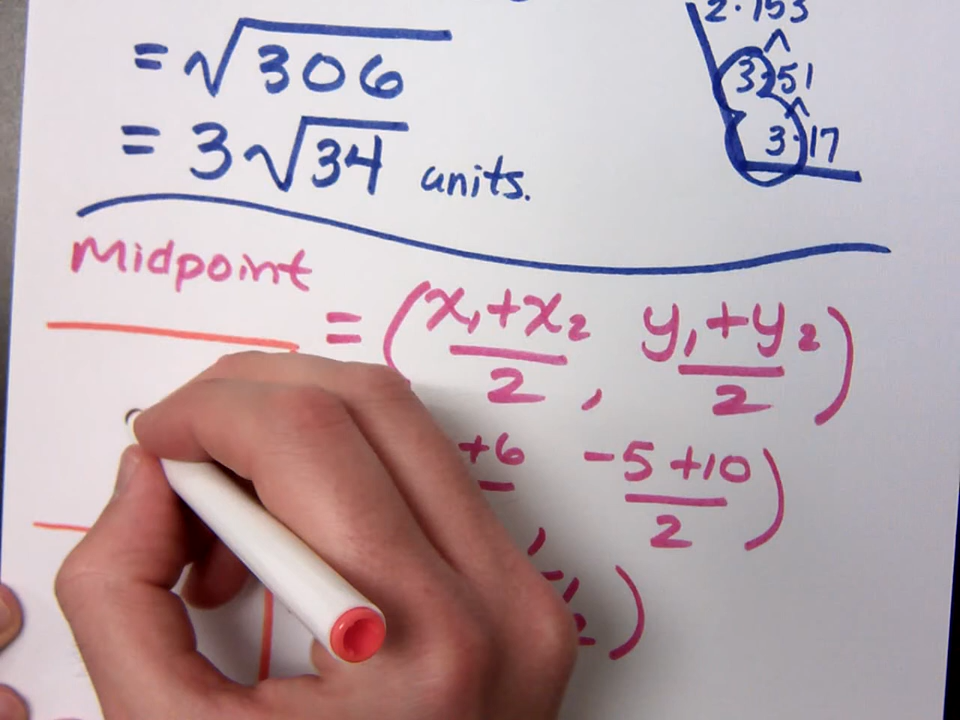 = √306
= 3√34 units.
2·153
3·51
3·17
Midpoint
= (x₁+x₂/2, y₁+y₂/2)
+6, -5+10/2)
)